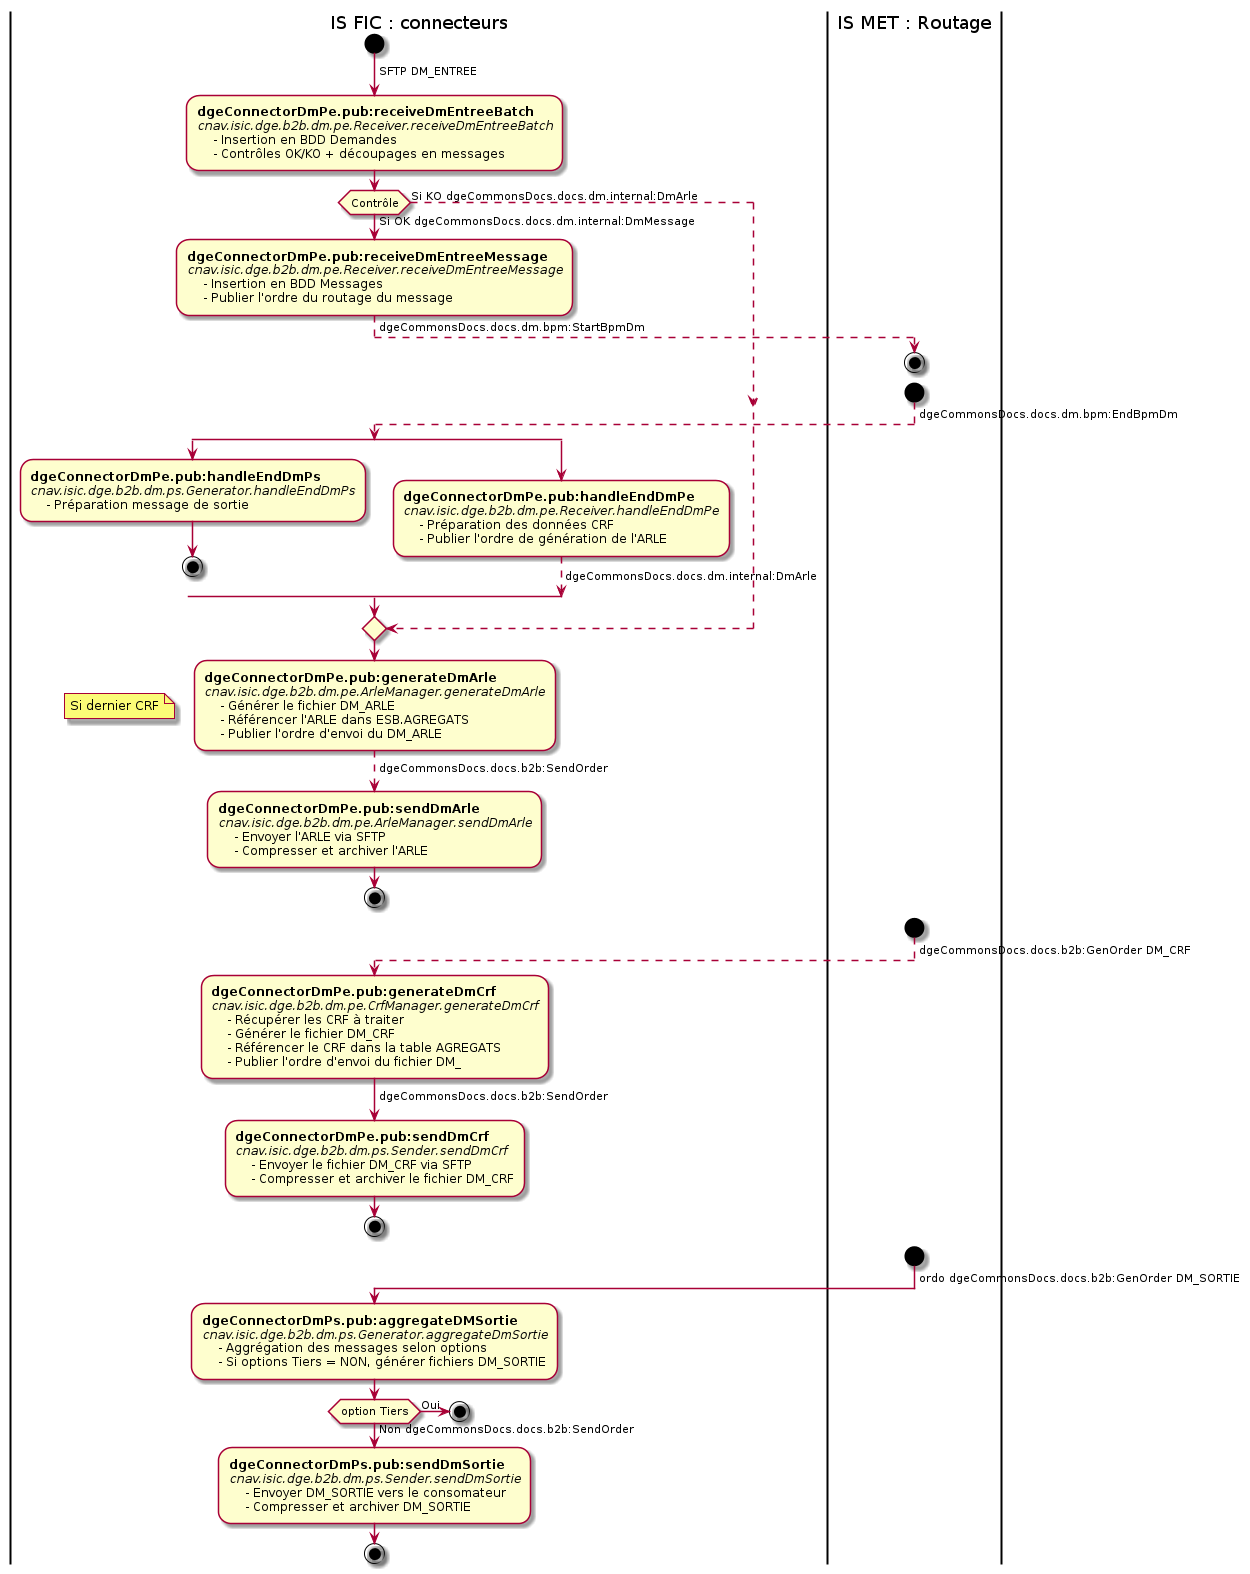 IS FIC : connecteurs
IS MET : Routage
SFTP DM_ENTREE
dgeConnectorDmPe.pub:receiveDmEntreeBatch
cnav.isic.dge.b2b.dm.pe.Receiver.receiveDmEntreeBatch
- Insertion en BDD Demandes
- Contrôles OK/KO + découpages en messages
Contrôle
Si KO dgeCommonsDocs.docs.dm.internal:DmArle
Si OK dgeCommonsDocs.docs.dm.internal:DmMessage
dgeConnectorDmPe.pub:receiveDmEntreeMessage
cnav.isic.dge.b2b.dm.pe.Receiver.receiveDmEntreeMessage
- Insertion en BDD Messages
- Publier l'ordre du routage du message
dgeCommonsDocs.docs.dm.bpm:StartBpmDm
dgeCommonsDocs.docs.dm.bpm:EndBpmDm
dgeConnectorDmPe.pub:handleEndDmPs
cnav.isic.dge.b2b.dm.ps.Generator.handleEndDmPs
- Préparation message de sortie
dgeConnectorDmPe.pub:handleEndDmPe
cnav.isic.dge.b2b.dm.pe.Receiver.handleEndDmPe
- Préparation des données CRF
- Publier l'ordre de génération de l'ARLE
dgeCommonsDocs.docs.dm.internal:DmArle
Si dernier CRF
dgeConnectorDmPe.pub:generateDmArle
cnav.isic.dge.b2b.dm.pe.ArleManager.generateDmArle
- Générer le fichier DM_ARLE
- Référencer l'ARLE dans ESB.AGREGATS
- Publier l'ordre d'envoi du DM_ARLE
dgeCommonsDocs.docs.b2b:SendOrder
dgeConnectorDmPe.pub:sendDmArle
cnav.isic.dge.b2b.dm.pe.ArleManager.sendDmArle
- Envoyer l'ARLE via SFTP
- Compresser et archiver l'ARLE
dgeCommonsDocs.docs.b2b:GenOrder DM_CRF
dgeConnectorDmPe.pub:generateDmCrf
cnav.isic.dge.b2b.dm.pe.CrfManager.generateDmCrf
- Récupérer les CRF à traiter
- Générer le fichier DM_CRF
- Référencer le CRF dans la table AGREGATS
- Publier l'ordre d'envoi du fichier DM_
dgeCommonsDocs.docs.b2b:SendOrder
dgeConnectorDmPe.pub:sendDmCrf
cnav.isic.dge.b2b.dm.ps.Sender.sendDmCrf
- Envoyer le fichier DM_CRF via SFTP
- Compresser et archiver le fichier DM_CRF
ordo dgeCommonsDocs.docs.b2b:GenOrder DM_SORTIE
dgeConnectorDmPs.pub:aggregateDMSortie
cnav.isic.dge.b2b.dm.ps.Generator.aggregateDmSortie
- Aggrégation des messages selon options
- Si options Tiers = NON, générer fichiers DM_SORTIE
option Tiers
Oui
Non dgeCommonsDocs.docs.b2b:SendOrder
dgeConnectorDmPs.pub:sendDmSortie
cnav.isic.dge.b2b.dm.ps.Sender.sendDmSortie
- Envoyer DM_SORTIE vers le consomateur
- Compresser et archiver DM_SORTIE